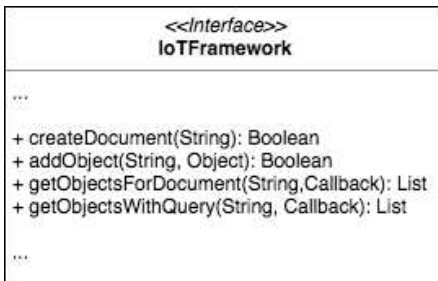 <<Interface>>
IoTFramework
...
+ createDocument(String): Boolean
+ addObject(String, Object): Boolean
+ getObjectsForDocument(String,Callback): List
+ getObjectsWithQuery(String, Callback): List
...